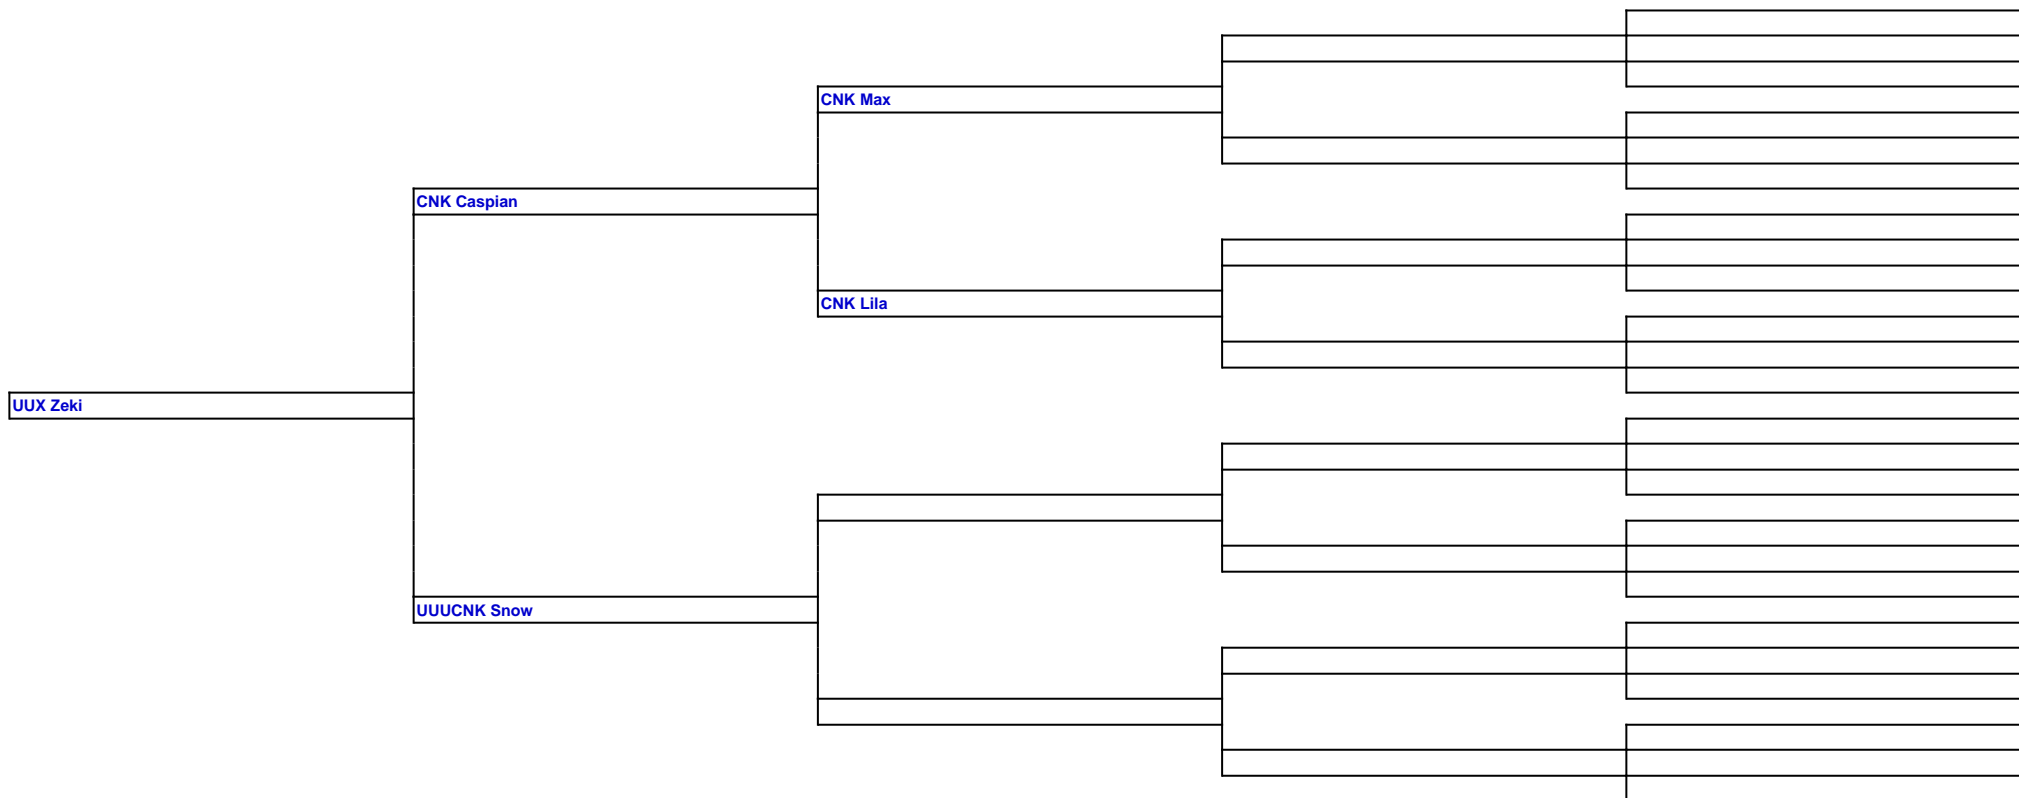 CNK Max
CNK Caspian
CNK Lila
UUX Zeki
UUUCNK Snow